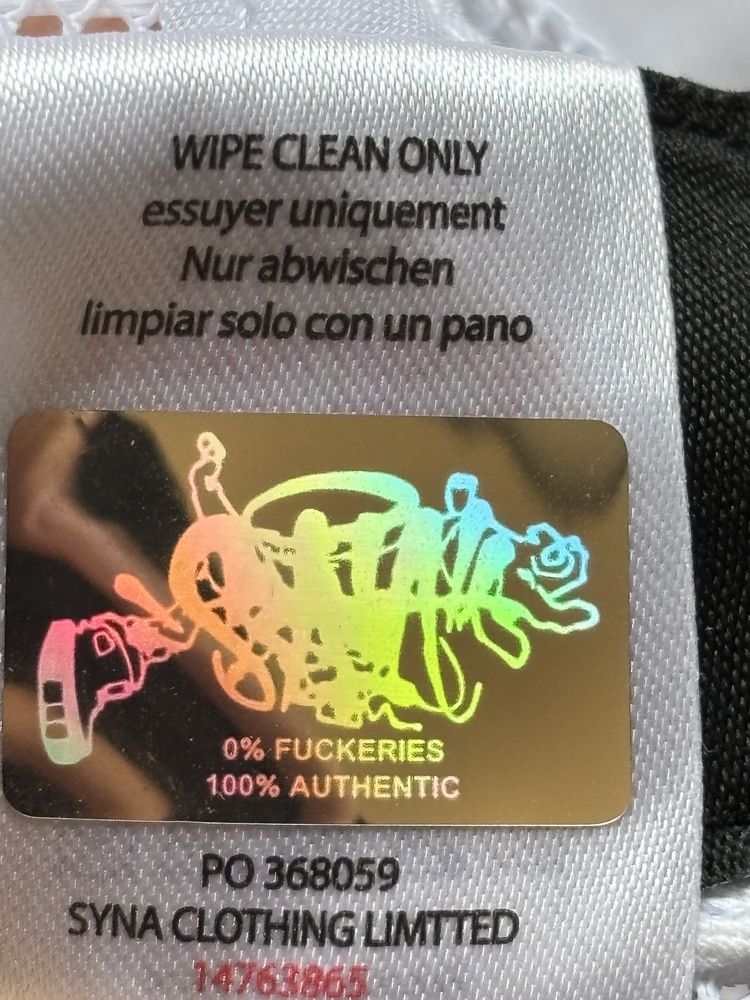 WIPE CLEAN ONLY
essuyer uniquement
Nur abwischen
limpiar solo con un pano
0% FUCKERIES
100% AUTHENTIC
PO 368059
SYNA CLOTHING LIMTTED
14763865